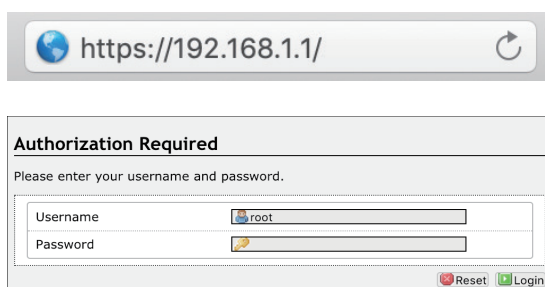 https://192.168.1.1/
Authorization Required
Please enter your username and password.
Username
root
Password
Reset Login